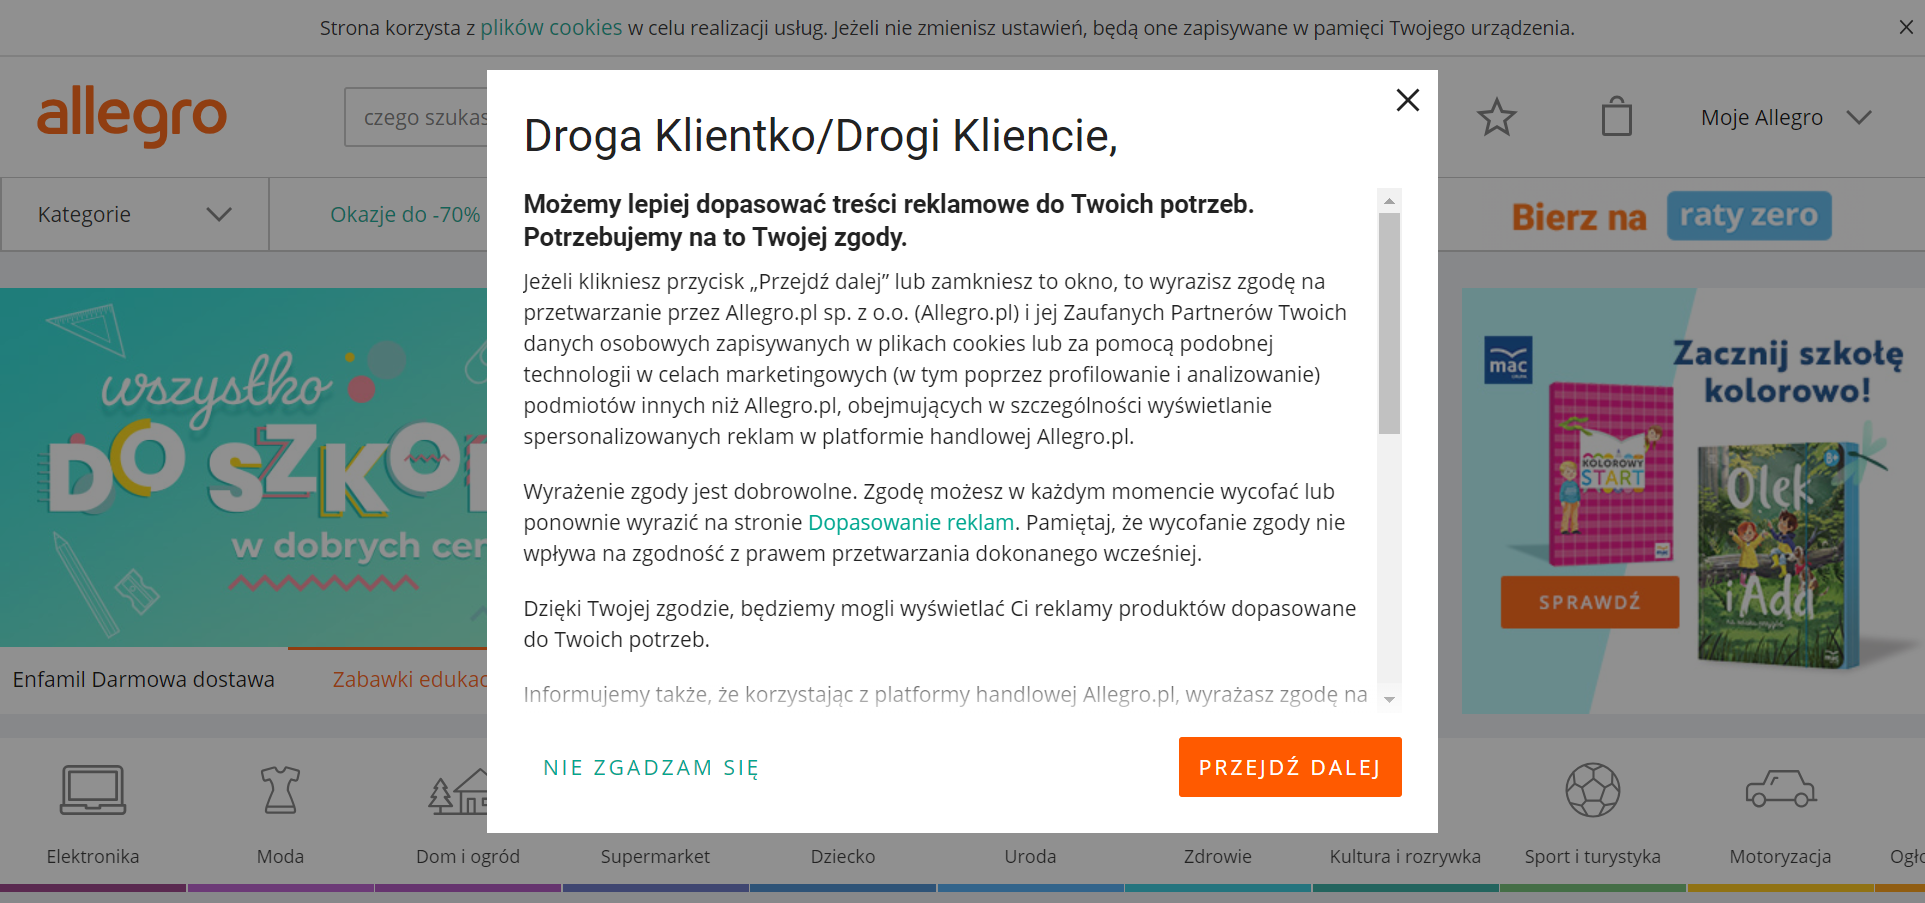 Strona korzysta z plików cookies w celu realizacji usług. Jeżeli nie zmienisz ustawień, będą one zapisywane w pamięci Twojego urządzenia.
allegro
czego szukas
Moje Allegro
Kategorie
Okazje do -70%
Bierz na raty zero
Droga Klientko/Drogi Kliencie,
Możemy lepiej dopasować treści reklamowe do Twoich potrzeb.
Potrzebujemy na to Twojej zgody.
Jeżeli klikniesz przycisk „Przejdź dalej” lub zamkniesz to okno, to wyrazisz zgodę na
przetwarzanie przez Allegro.pl sp. z o.o. (Allegro.pl) i jej Zaufanych Partnerów Twoich
danych osobowych zapisywanych w plikach cookies lub za pomocą podobnej
technologii w celach marketingowych (w tym poprzez profilowanie i analizowanie)
podmiotów innych niż Allegro.pl, obejmujących w szczególności wyświetlanie
spersonalizowanych reklam w platformie handlowej Allegro.pl.
Wyrażenie zgody jest dobrowolne. Zgodę możesz w każdym momencie wycofać lub
ponownie wyrazić na stronie Dopasowanie reklam. Pamiętaj, że wycofanie zgody nie
wpływa na zgodność z prawem przetwarzania dokonanego wcześniej.
Dzięki Twojej zgodzie, będziemy mogli wyświetlać Ci reklamy produktów dopasowane
do Twoich potrzeb.
Informujemy także, że korzystając z platformy handlowej Allegro.pl, wyrażasz zgodę na
NIE ZGADZAM SIĘ
PRZEJDŹ DALEJ
wszystko
DO SZKO
w dobrych cen
Enfamil Darmowa dostawa
Zabawki edukac
mac
Zacznij szkołę
kolorowo!
KOLOROWY
START
8+
Olek
i Ada
SPRAWDŹ
Elektronika
Moda
Dom i ogród
Supermarket
Dziecko
Uroda
Zdrowie
Kultura i rozrywka
Sport i turystyka
Motoryzacja
Ogło